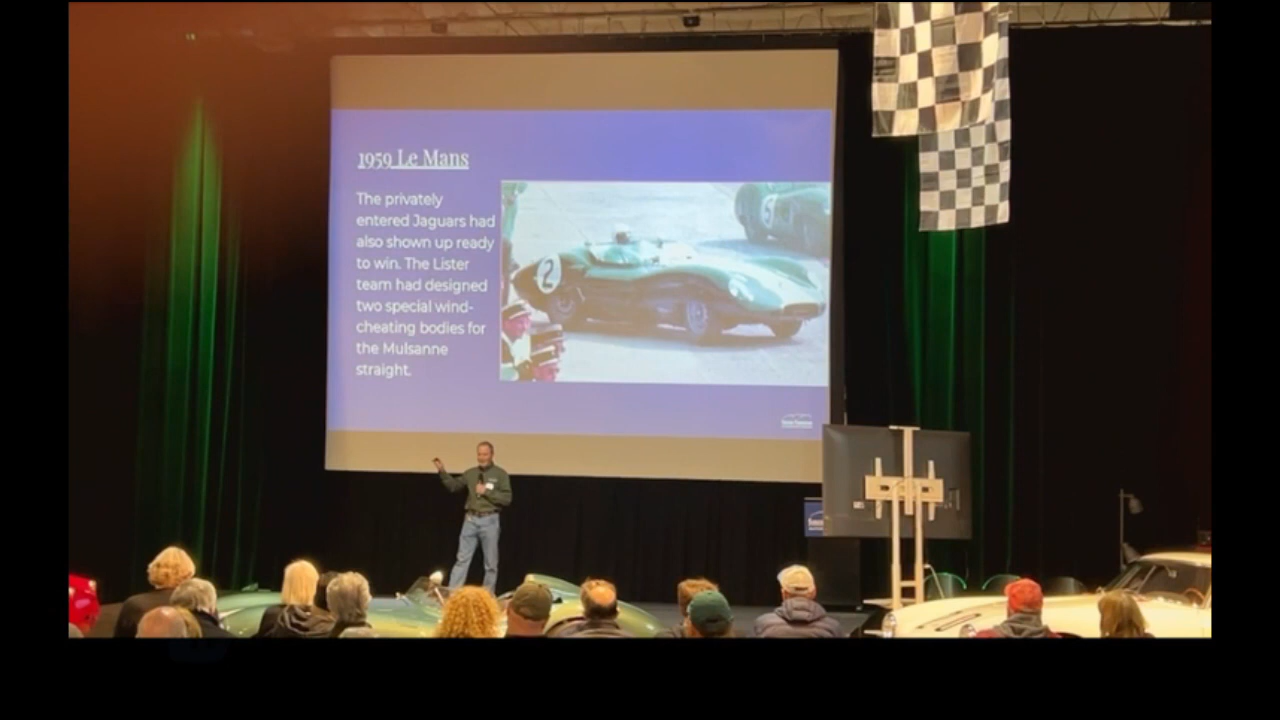 1959 Le Mans
The privately
entered Jaguars had
also shown up ready
to win. The Lister
team had designed
two special wind-
cheating bodies for
the Mulsanne
straight.
2
5